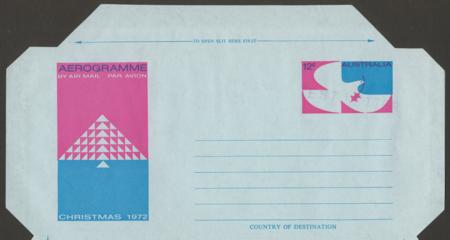 TO OPEN SLIT HERE FIRST
AEROGRAMME
BY AIR MAIL PAR AVION
12c AUSTRALIA
CHRISTMAS 1972
COUNTRY OF DESTINATION